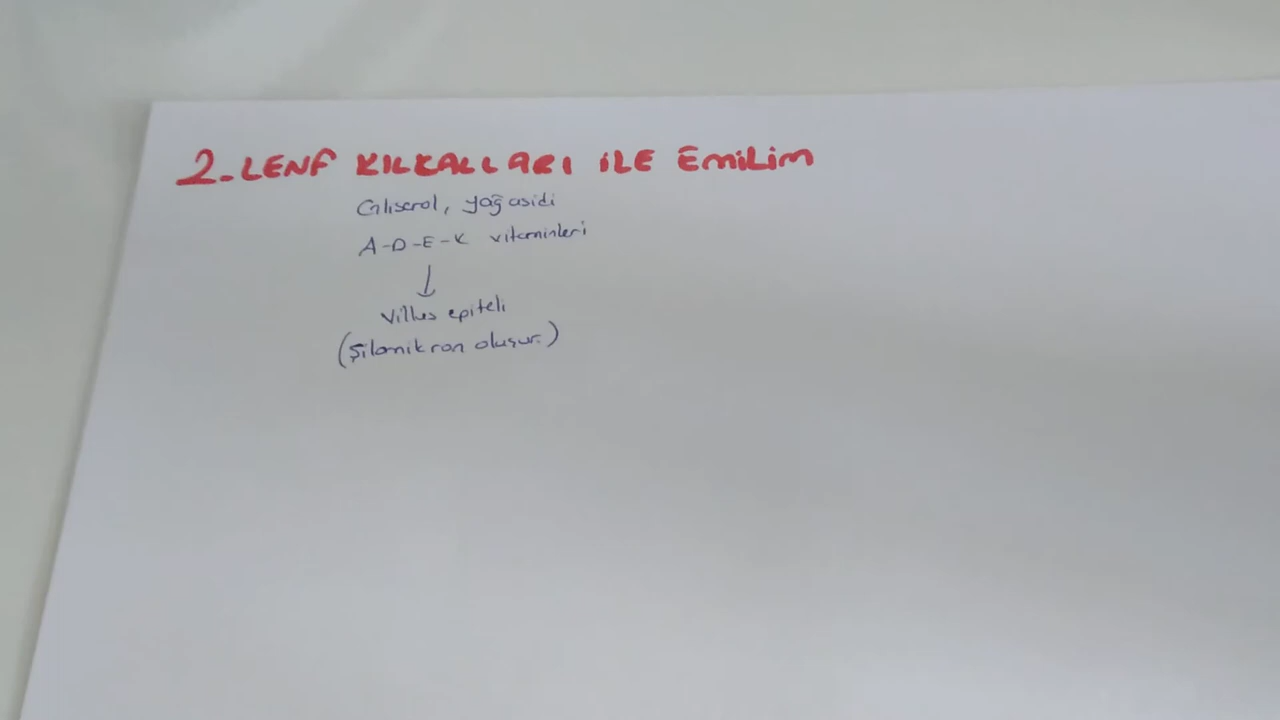 2. LENF KILCALLARI İLE EMİLİM
Gliserol, yağ asidi
A-D-E-K vitaminleri
↓
Villus epiteli
(Şilomikron oluşur.)